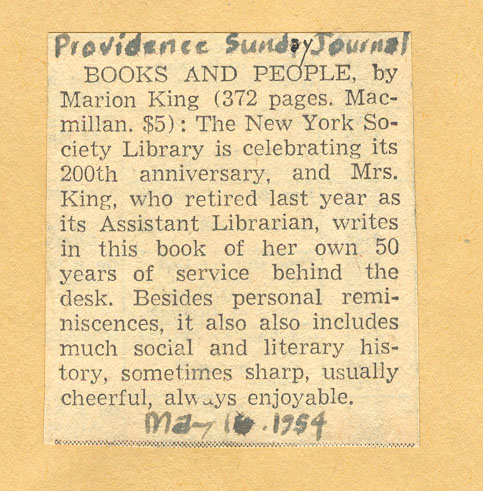 Providence Sunday Journal
BOOKS AND PEOPLE, by
Marion King (372 pages. Mac-
millan. $5): The New York So-
ciety Library is celebrating its
200th anniversary, and Mrs.
King, who retired last year as
its Assistant Librarian, writes
in this book of her own 50
years of service behind the
desk. Besides personal remi-
niscences, it also also includes
much social and literary his-
tory, sometimes sharp, usually
cheerful, always enjoyable.
May 16. 1954